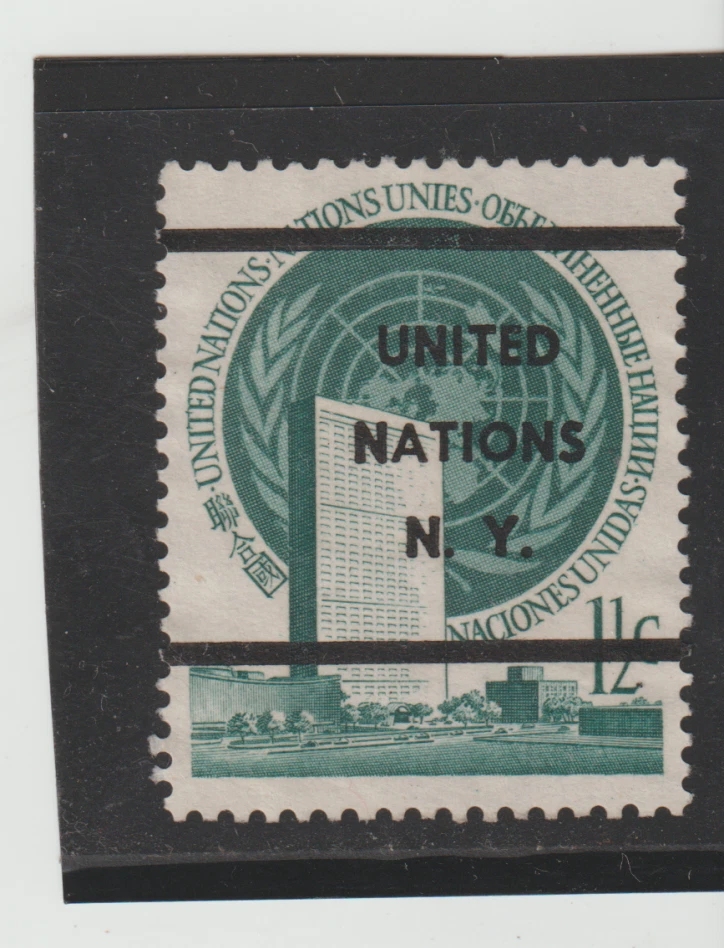 ·UNITED NATIONS·NATIONS UNIES·ОБЪЕДИНЕННЫЕ НАЦИИ·NACIONES UNIDAS·
聯合國
UNITED
NATIONS
N. Y.
1½c